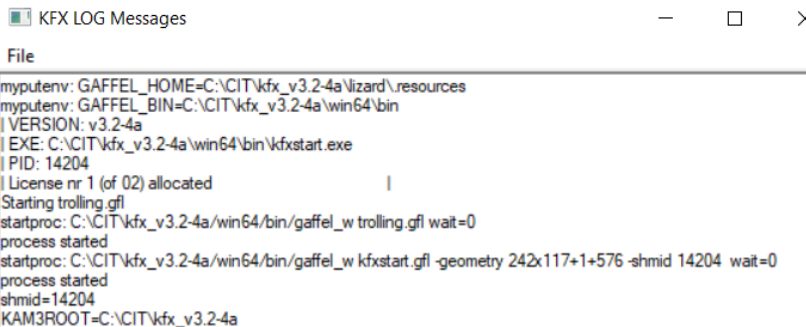 KFX LOG Messages
File
myputenv: GAFFEL_HOME=C:\CIT\kfx_v3.2-4a\lizard\.resources
myputenv: GAFFEL_BIN=C:\CIT\kfx_v3.2-4a\win64\bin
| VERSION: v3.2-4a
| EXE: C:\CIT\kfx_v3.2-4a\win64\bin\kfxstart.exe
| PID: 14204
| License nr 1 (of 02) allocated |
Starting trolling.gfl
startproc: C:\CIT\kfx_v3.2-4a/win64/bin/gaffel_w trolling.gfl wait=0
process started
startproc: C:\CIT\kfx_v3.2-4a/win64/bin/gaffel_w kfxstart.gfl -geometry 242x117+1+576 -shmid 14204  wait=0
process started
shmid=14204
KAM3ROOT=C:\CIT\kfx_v3.2-4a